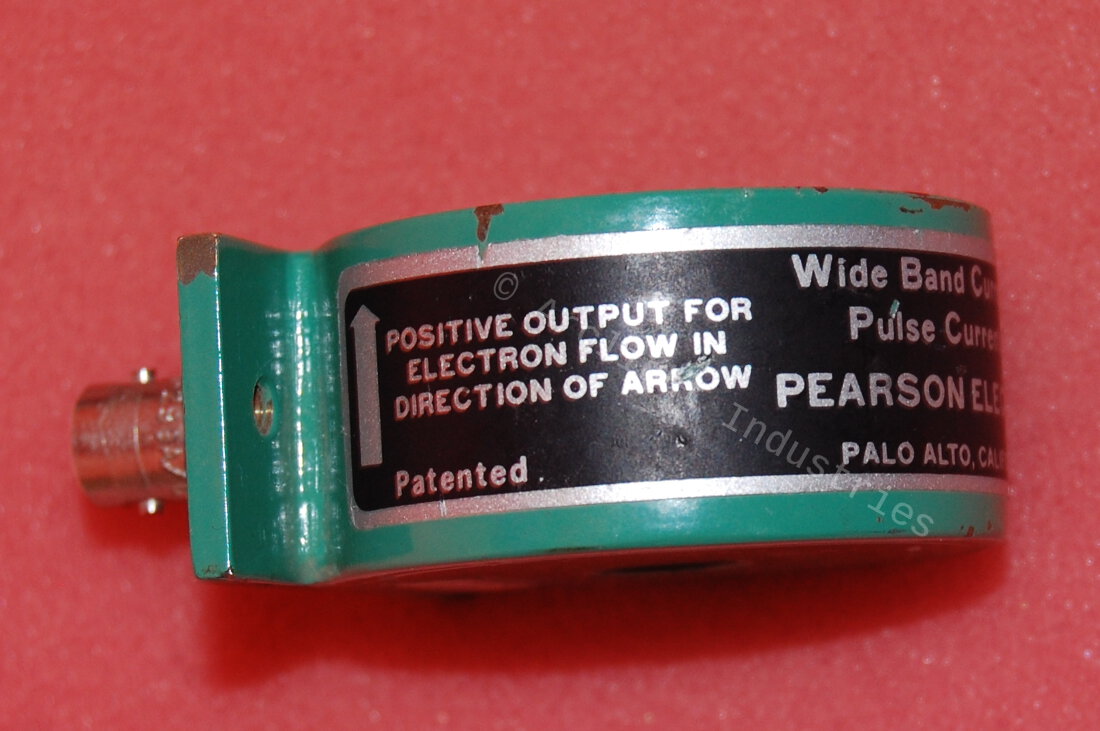 POSITIVE OUTPUT FOR
ELECTRON FLOW IN
DIRECTION OF ARROW
Patented
Wide Band
Pulse
PEARSON
PALO ALTO,
©
Industries